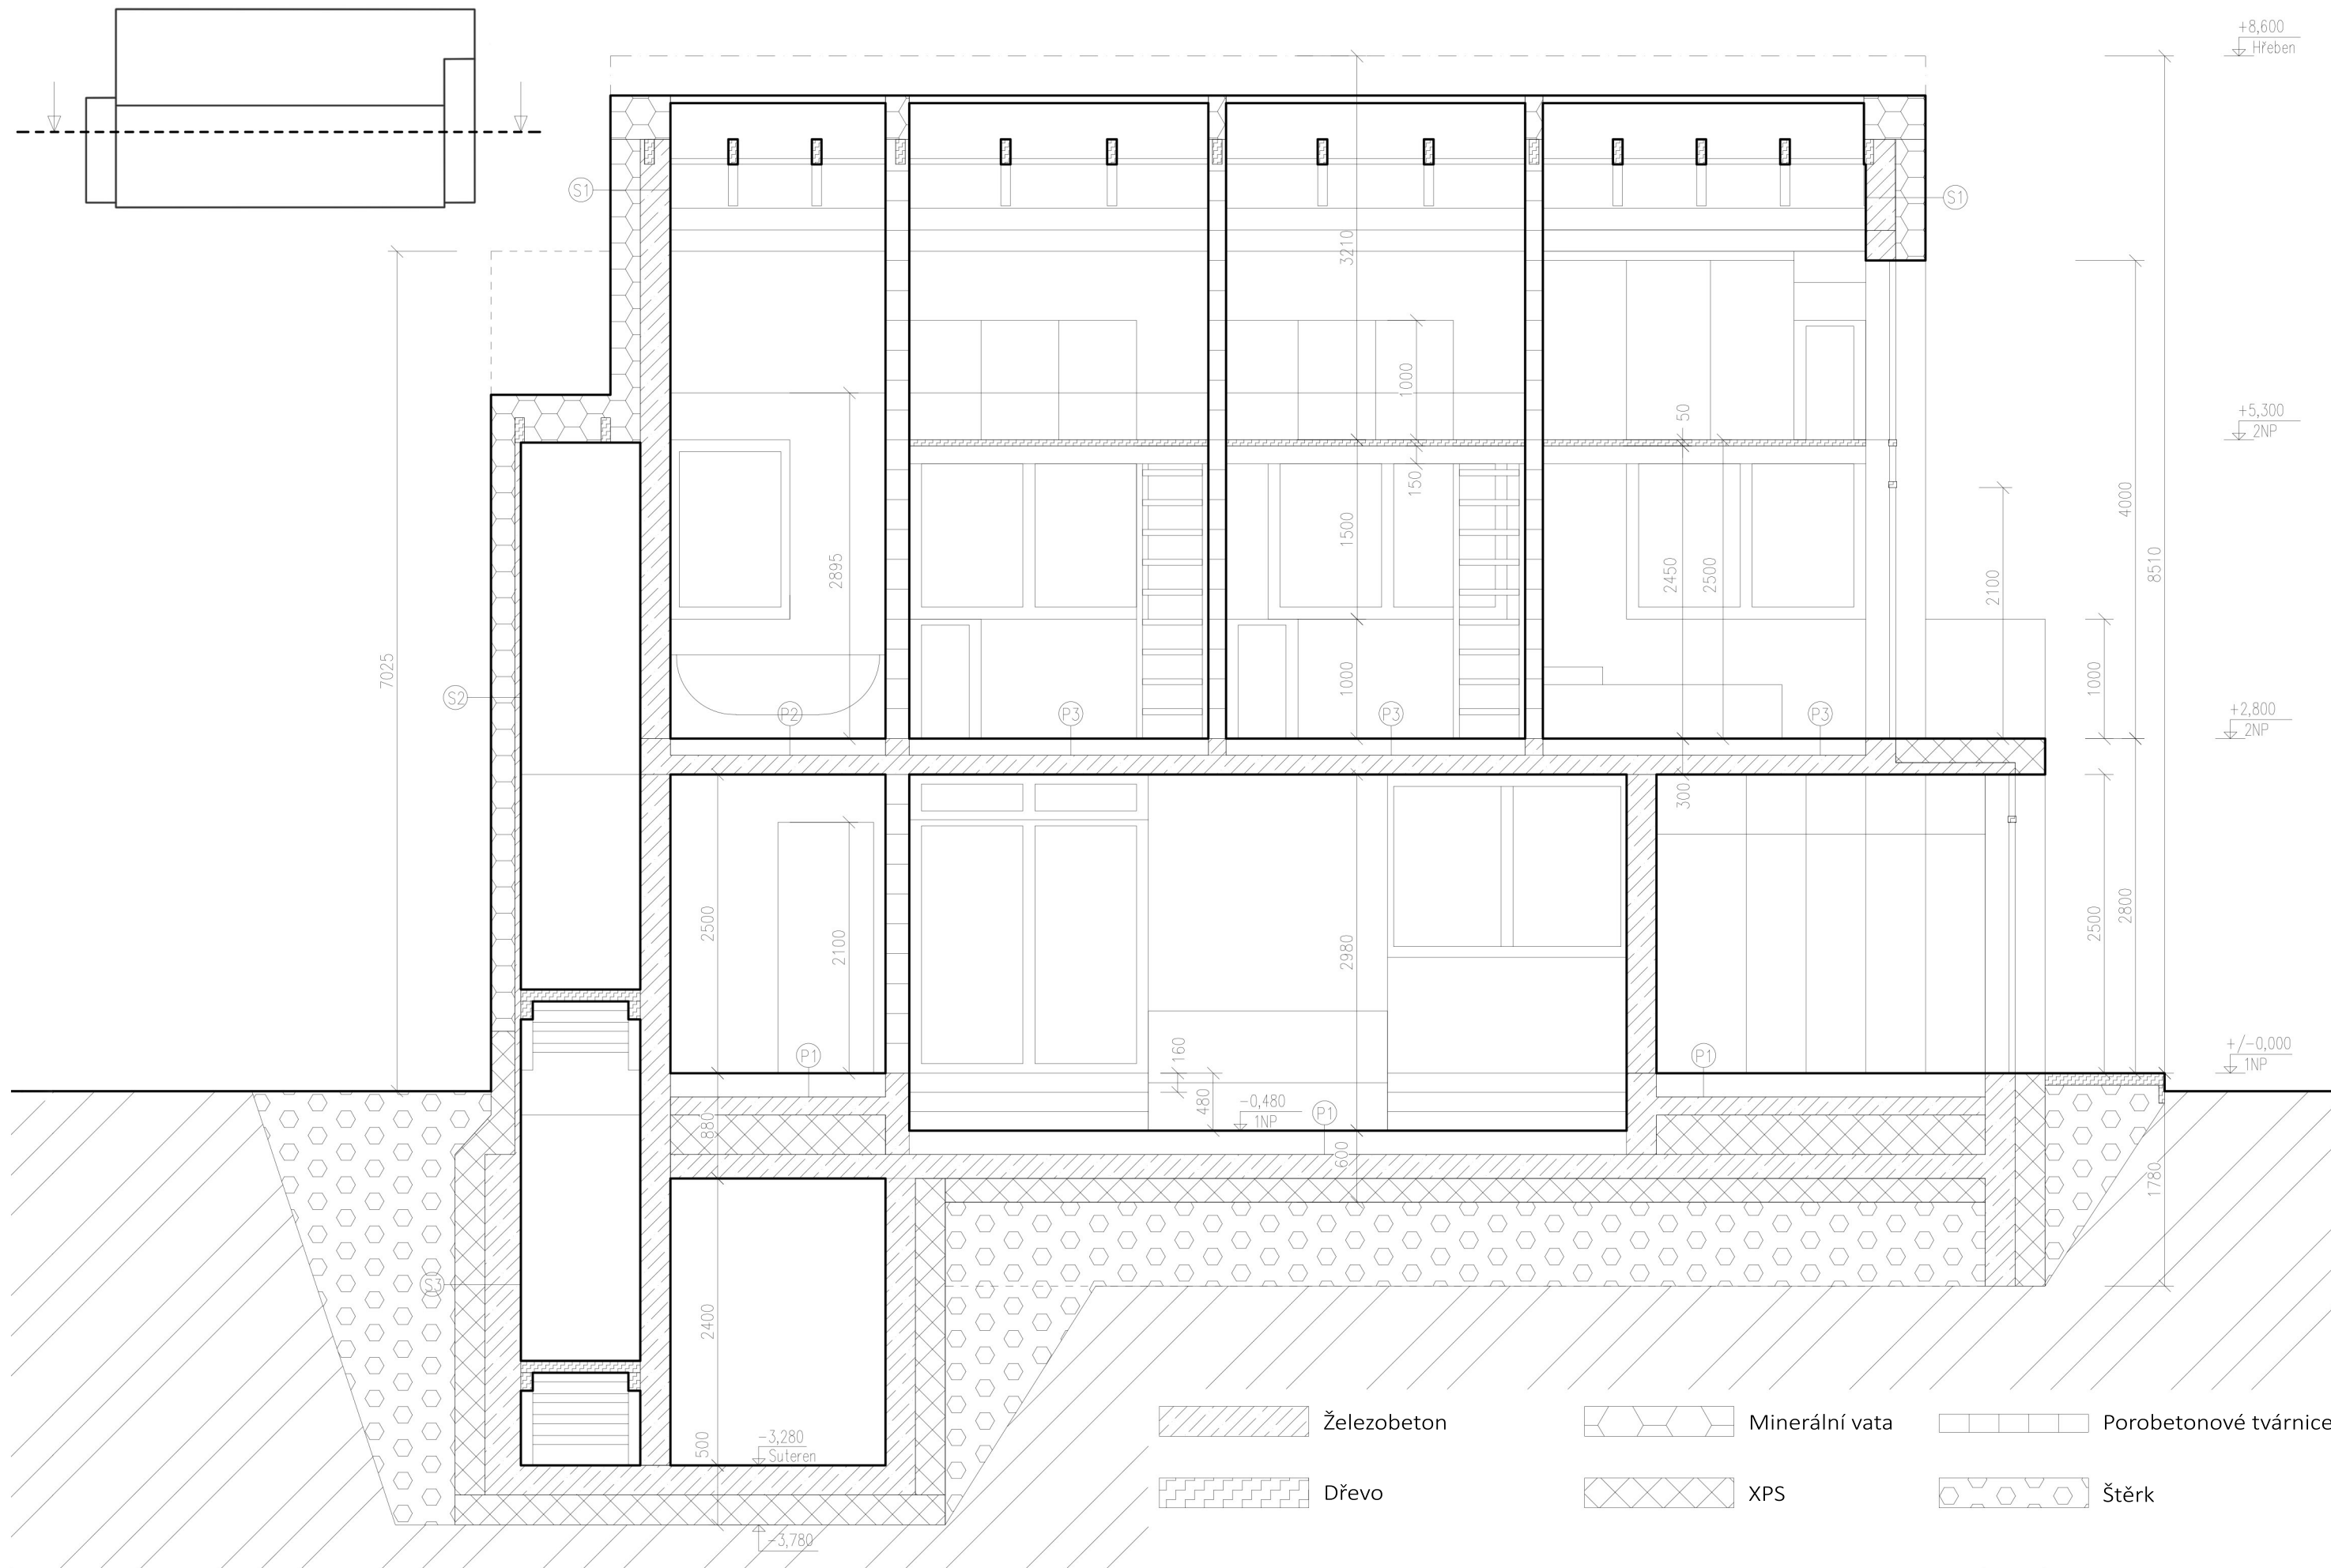 +8,600
Hřeben
S1
S1
3210
1000
50
+5,300
2NP
150
4000
8510
1500
2895
2450
2500
2100
7025
S2
1000
1000
P2
P3
P3
P3
+2,800
2NP
300
2500
2100
2980
2500
2800
P1
160
P1
+/-0,000
1NP
480
-0,480
1NP
P1
880
600
1780
S3
2400
500
-3,280
Suteren
-3,780
Železobeton
Minerální vata
Porobetonové tvárnice
Dřevo
XPS
Štěrk